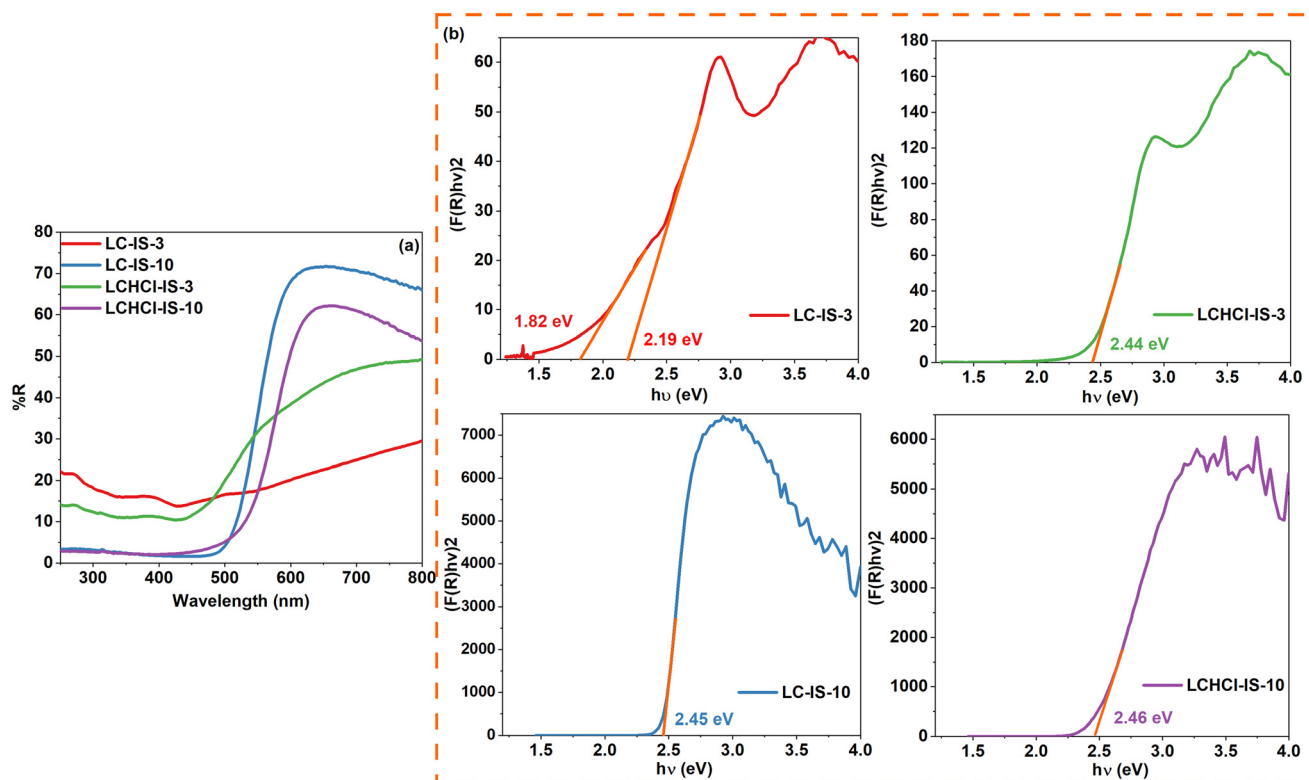 (a)
LC-IS-3
LC-IS-10
LCHCl-IS-3
LCHCl-IS-10
80
70
60
50
40
30
20
10
0
%R
300 400 500 600 700 800
Wavelength (nm)
(b)
60
50
40
30
20
10
0
(F(R)hν)2
1.82 eV
2.19 eV
LC-IS-3
1.5 2.0 2.5 3.0 3.5 4.0
hυ (eV)
180
160
140
120
100
80
60
40
20
0
(F(R)hν)2
LCHCl-IS-3
2.44 eV
1.5 2.0 2.5 3.0 3.5 4.0
hν (eV)
7000
6000
5000
4000
3000
2000
1000
0
(F(R)hν)2
LC-IS-10
2.45 eV
1.5 2.0 2.5 3.0 3.5 4.0
hν (eV)
6000
5000
4000
3000
2000
1000
0
(F(R)hν)2
LCHCl-IS-10
2.46 eV
1.5 2.0 2.5 3.0 3.5 4.0
hν (eV)